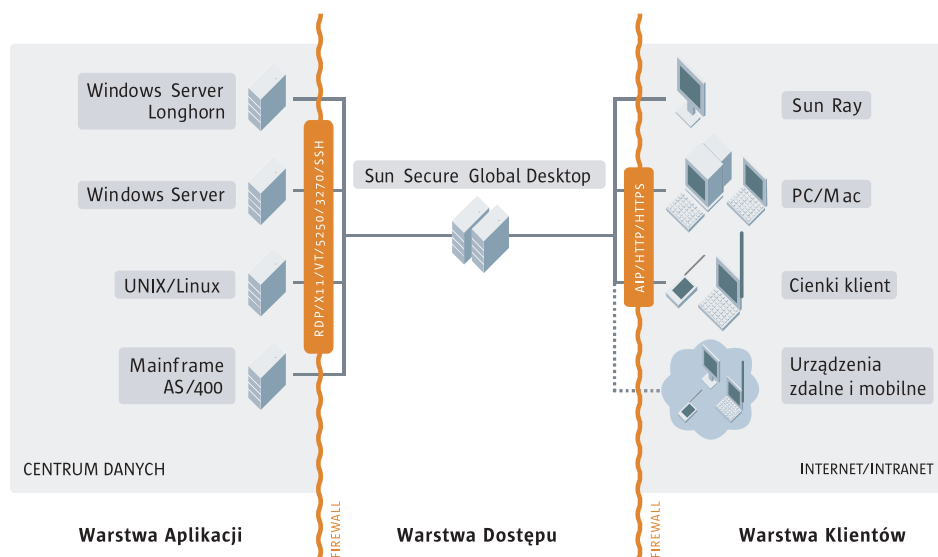 Windows Server
Longhorn
Windows Server
UNIX/Linux
Mainframe
AS/400
CENTRUM DANYCH
RDP/X11/VT/5250/3270/SSH
FIREWALL
Sun Secure Global Desktop
AIP/HTTP/HTTPS
FIREWALL
Sun Ray
PC/Mac
Cienki klient
Urządzenia
zdalne i mobilne
INTERNET/INTRANET
Warstwa Aplikacji
Warstwa Dostępu
Warstwa Klientów